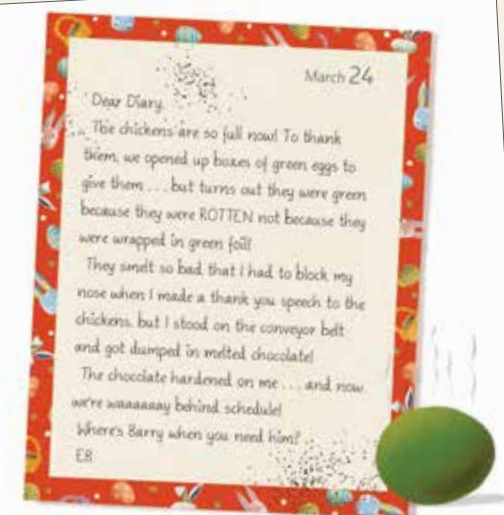 March 24
Dear Diary,
The chickens are so full now! To thank
them, we opened up boxes of green eggs to
give them . . . but turns out they were green
because they were ROTTEN not because they
were wrapped in green foil!
They smelt so bad that I had to block my
nose when I made a thank you speech to the
chickens, but I stood on the conveyor belt
and got dumped in melted chocolate!
The chocolate hardened on me . . . and now
we're waaaaaay behind schedule!
Where's Barry when you need him?
EB